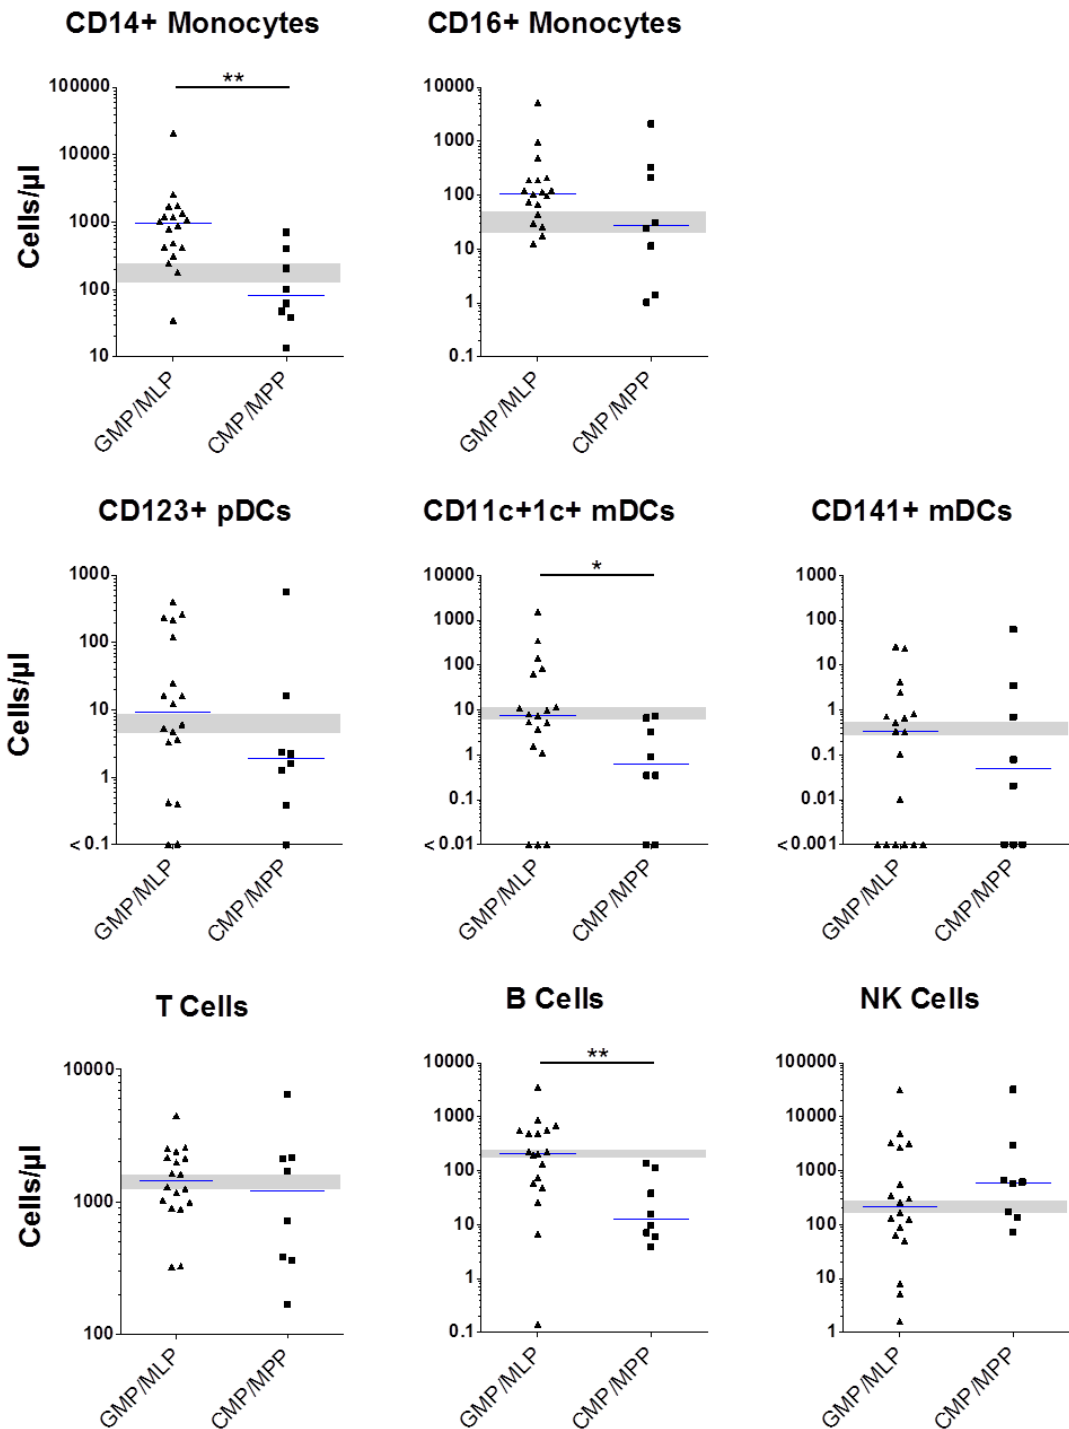 CD14+ Monocytes
CD16+ Monocytes
Cells/µl
100000
10000
1000
100
10
**
GMP/MLP
CMP/MPP
10000
1000
100
10
1
0.1
GMP/MLP
CMP/MPP
CD123+ pDCs
CD11c+1c+ mDCs
CD141+ mDCs
Cells/µl
1000
100
10
1
< 0.1
GMP/MLP
CMP/MPP
10000
1000
100
10
1
0.1
< 0.01
*
GMP/MLP
CMP/MPP
1000
100
10
1
0.1
0.01
< 0.001
GMP/MLP
CMP/MPP
T Cells
B Cells
NK Cells
Cells/µl
10000
1000
100
GMP/MLP
CMP/MPP
10000
1000
100
10
1
0.1
**
GMP/MLP
CMP/MPP
100000
10000
1000
100
10
1
GMP/MLP
CMP/MPP